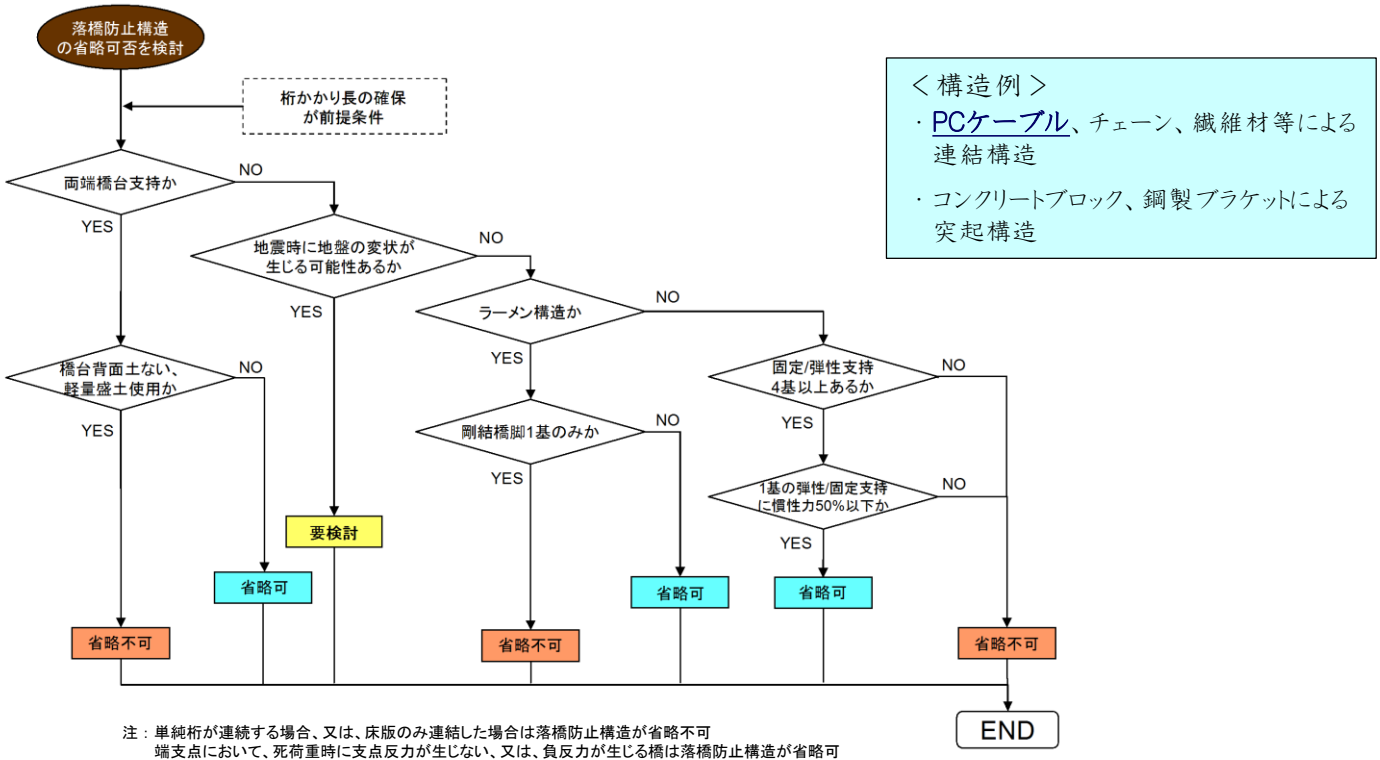 落橋防止構造
の省略可否を検討
桁かかり長の確保
が前提条件
＜構造例＞
・PCケーブル、チェーン、繊維材等による
連結構造
・コンクリートブロック、鋼製ブラケットによる
突起構造
両端橋台支持か
NO
YES
地震時に地盤の変状が
生じる可能性あるか
NO
YES
ラーメン構造か
NO
YES
橋台背面土ない、
軽量盛土使用か
NO
YES
固定/弾性支持
4基以上あるか
NO
YES
剛結橋脚1基のみか
NO
YES
1基の弾性/固定支持
に慣性力50%以下か
NO
YES
要検討
省略可
省略可
省略可
省略不可
省略不可
省略不可
END
注：単純桁が連続する場合、又は、床版のみ連結した場合は落橋防止構造が省略不可
端支点において、死荷重時に支点反力が生じない、又は、負反力が生じる橋は落橋防止構造が省略可